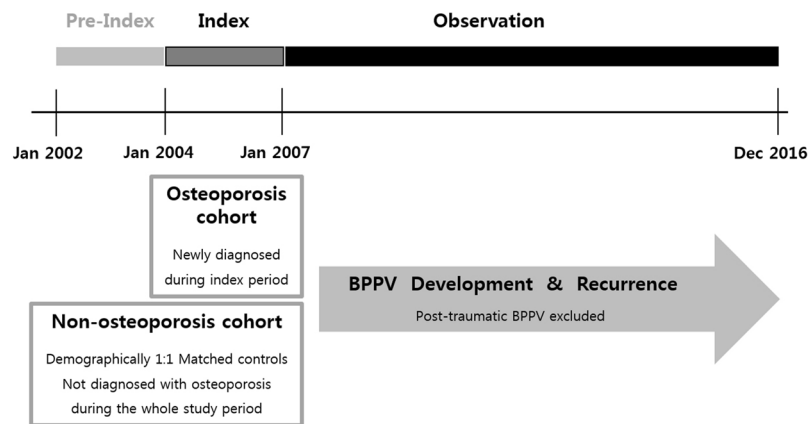 Pre-Index
Index
Observation
Jan 2002
Jan 2004
Jan 2007
Dec 2016
Osteoporosis
cohort
Newly diagnosed
during index period
BPPV Development & Recurrence
Post-traumatic BPPV excluded
Non-osteoporosis cohort
Demographically 1:1 Matched controls
Not diagnosed with osteoporosis
during the whole study period